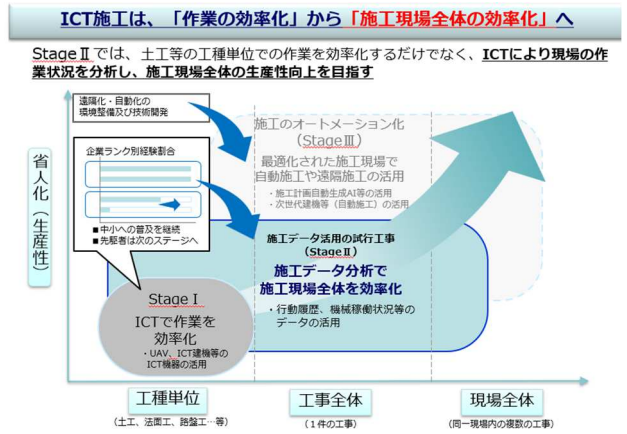 ICT施工は、「作業の効率化」から「施工現場全体の効率化」へ
StageⅡでは、土工等の工種単位での作業を効率化するだけでなく、ICTにより現場の作
業状況を分析し、施工現場全体の生産性向上を目指す
遠隔化・自動化の
環境整備及び技術開発
施工のオートメーション化
（StageⅢ）
最適化された施工現場で
自動施工や遠隔施工の活用
・施工計画自動生成AI等の活用
・次世代建機等（自動施工）の活用
企業ランク別経験割合
■中小への普及を継続
■先駆者は次のステージへ
省人化（生産性）
施工データ活用の試行工事
（StageⅡ）
施工データ分析で
施工現場全体を効率化
・行動履歴、機械稼働状況等の
データの活用
StageⅠ
ICTで作業を
効率化
・UAV、ICT建機等の
ICT機器の活用
工種単位
工事全体
現場全体
（土工、法面工、路盤工…等）
（１件の工事）
（同一現場内の複数の工事）